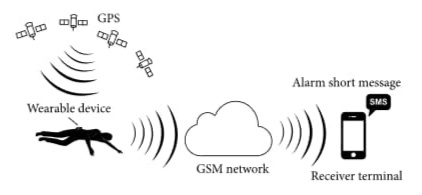 GPS
Wearable device
Alarm short message
SMS
GSM network
Receiver terminal